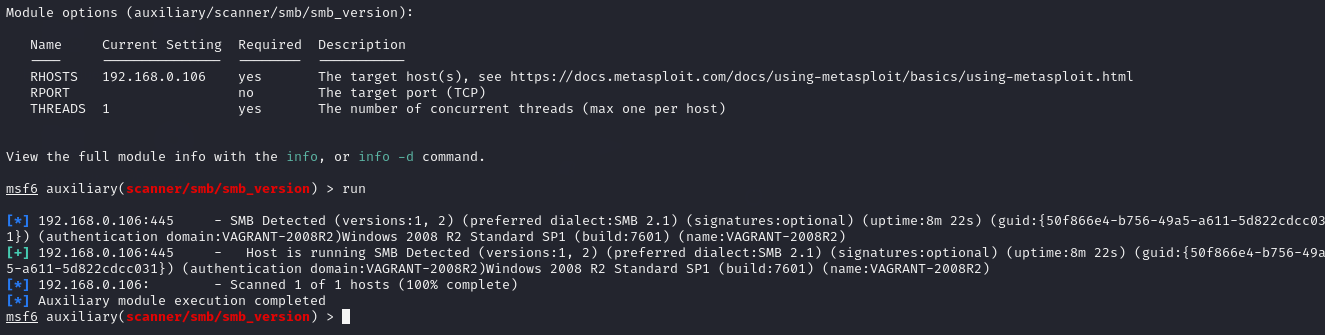 Module options (auxiliary/scanner/smb/smb_version):
Name Current Setting Required Description
RHOSTS 192.168.0.106 yes The target host(s), see https://docs.metasploit.com/docs/using-metasploit/basics/using-metasploit.html
RPORT no The target port (TCP)
THREADS 1 yes The number of concurrent threads (max one per host)
View the full module info with the info, or info -d command.
msf6 auxiliary(scanner/smb/smb_version) > run
[*] 192.168.0.106:445 - SMB Detected (versions:1, 2) (preferred dialect:SMB 2.1) (signatures:optional) (uptime:8m 22s) (guid:{50f866e4-b756-49a5-a611-5d822cdcc03
1}) (authentication domain:VAGRANT-2008R2)Windows 2008 R2 Standard SP1 (build:7601) (name:VAGRANT-2008R2)
[+] 192.168.0.106:445 - Host is running SMB Detected (versions:1, 2) (preferred dialect:SMB 2.1) (signatures:optional) (uptime:8m 22s) (guid:{50f866e4-b756-49a
5-a611-5d822cdcc031}) (authentication domain:VAGRANT-2008R2)Windows 2008 R2 Standard SP1 (build:7601) (name:VAGRANT-2008R2)
[*] 192.168.0.106: - Scanned 1 of 1 hosts (100% complete)
[*] Auxiliary module execution completed
msf6 auxiliary(scanner/smb/smb_version) >